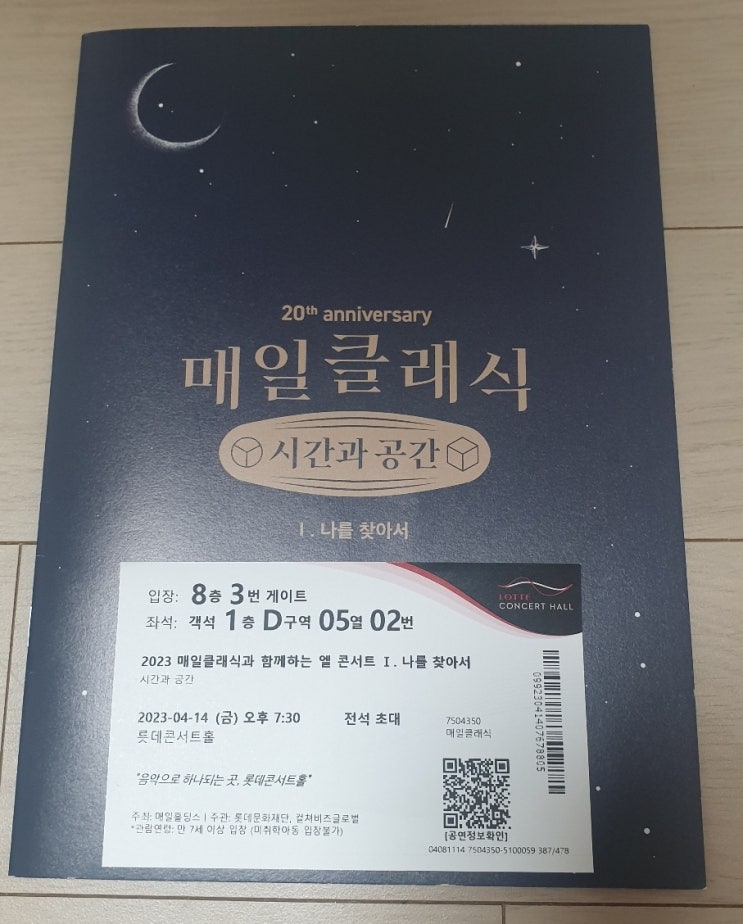 20th anniversary
매일클래식
시간과 공간
Ⅰ. 나를 찾아서
입장: 8층 3번 게이트
좌석: 객석 1층 D구역 05열 02번
LOTTE
CONCERT HALL
2023 매일클래식과 함께하는 엘 콘서트 Ⅰ. 나를 찾아서
시간과 공간
2023-04-14 (금) 오후 7:30 전석 초대
롯데콘서트홀
7504350
매일클래식
"음악으로 하나되는 곳, 롯데콘서트홀"
주최: 매일홀딩스 | 주관: 롯데문화재단, 컬쳐비즈글로벌
*관람연령: 만 7세 이상 입장 (미취학아동 입장불가)
[공연정보확인]
04081114 7504350-5100059 387/478
09923041407678805